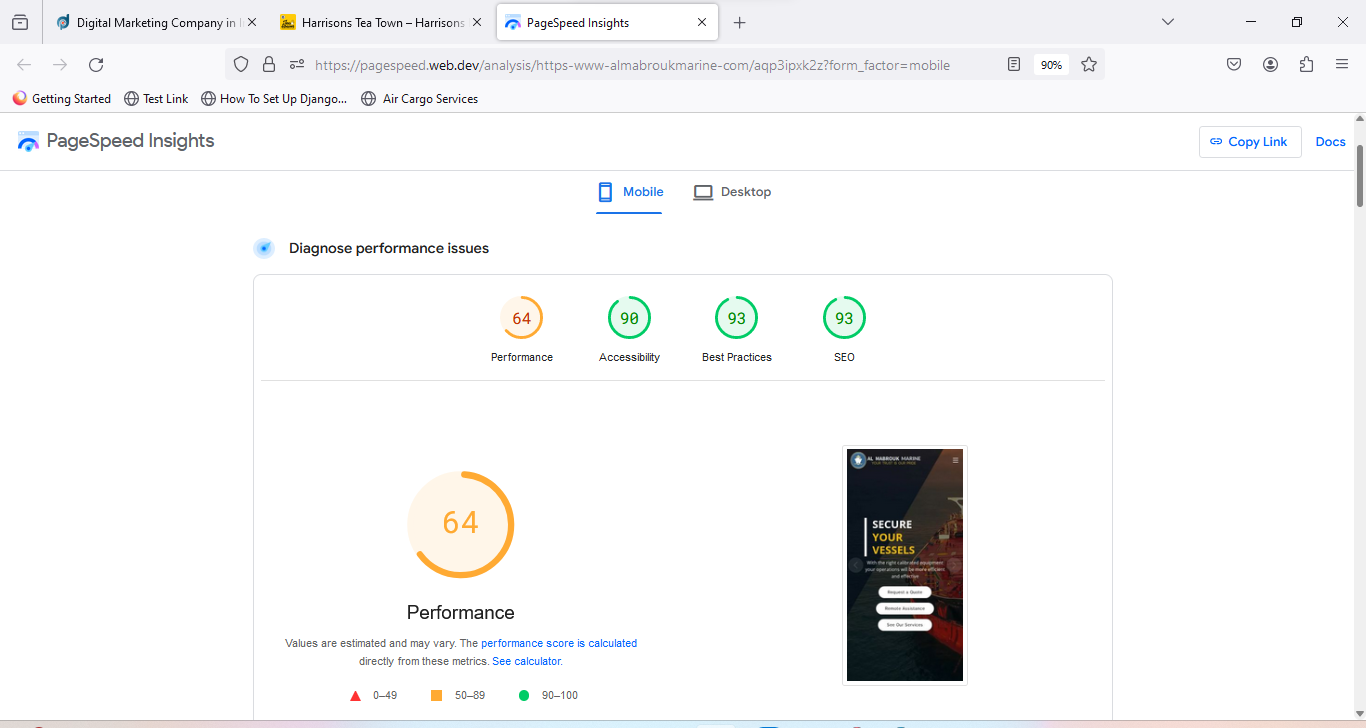 Digital Marketing Company in I
Harrisons Tea Town – Harrisons
PageSpeed Insights
https://pagespeed.web.dev/analysis/https-www-almabroukmarine-com/aqp3ipxk2z?form_factor=mobile
90%
Getting Started
Test Link
How To Set Up Django...
Air Cargo Services
PageSpeed Insights
Copy Link
Docs
Mobile
Desktop
Diagnose performance issues
64
90
93
93
Performance
Accessibility
Best Practices
SEO
64
Performance
Values are estimated and may vary. The performance score is calculated
directly from these metrics. See calculator.
0–49
50–89
90–100
AL MABROUK MARINE
YOUR TRUST IS OUR PRIDE
SECURE
YOUR
VESSELS
With the right calibrated equipment
your operations will be more efficient
and effective
Request a Quote
Remote Assistance
See Our Services